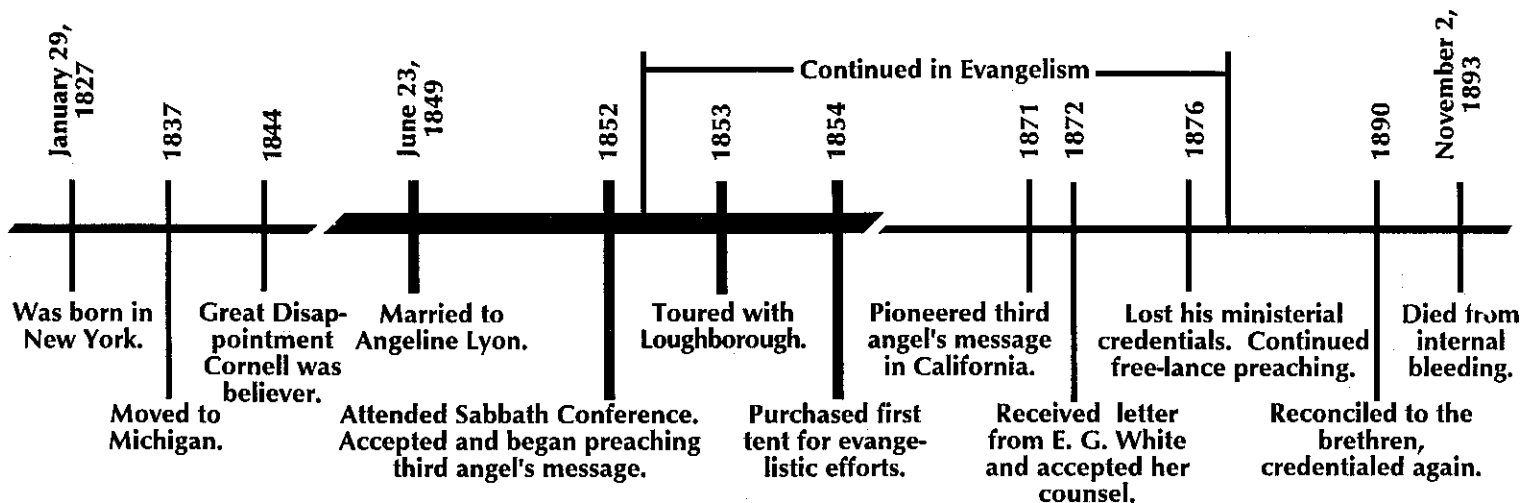 Continued in Evangelism
January 29,
1827
1837
1844
June 23,
1849
1852
1853
1854
1871
1872
1876
1890
November 2,
1893
Was born in
New York.
Moved to
Michigan.
Great Disap-
pointment
Cornell was
believer.
Married to
Angeline Lyon.
Attended Sabbath Conference.
Accepted and began preaching
third angel's message.
Toured with
Loughborough.
Purchased first
tent for evange-
listic efforts.
Pioneered third
angel's message
in California.
Received letter
from E. G. White
and accepted her
counsel.
Lost his ministerial
credentials. Continued
free-lance preaching.
Reconciled to the
brethren,
credentialed again.
Died from
internal
bleeding.